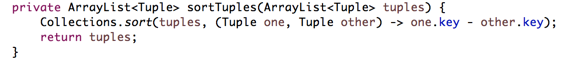 private ArrayList<Tuple> sortTuples(ArrayList<Tuple> tuples) {
    Collections.sort(tuples, (Tuple one, Tuple other) -> one.key - other.key);
    return tuples;
}